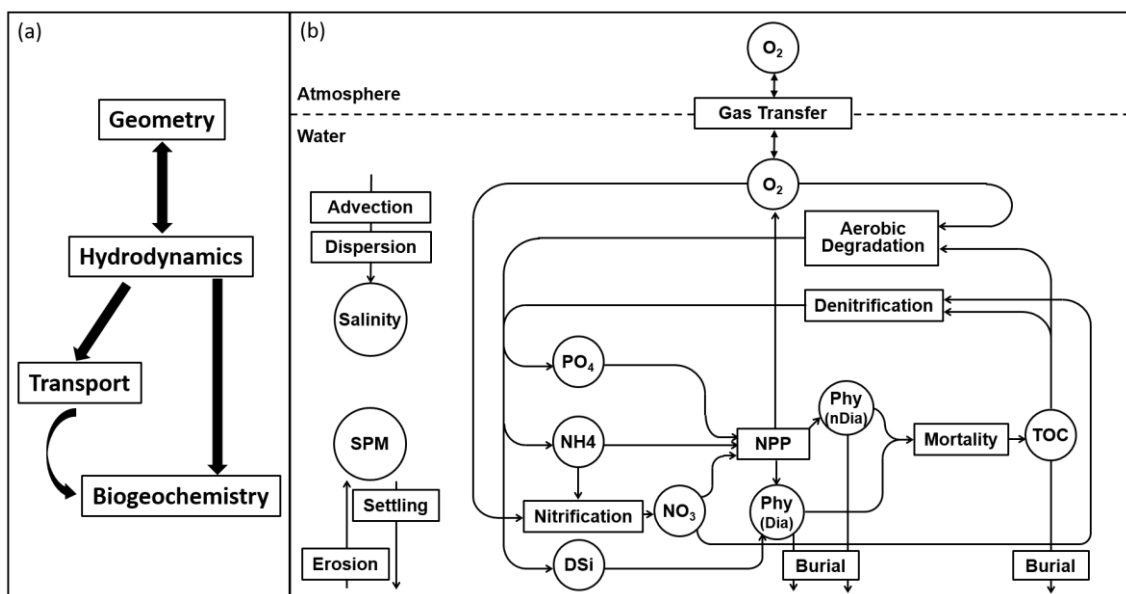 (a)
Geometry
Hydrodynamics
Transport
Biogeochemistry
(b)
O₂
Atmosphere
Gas Transfer
Water
O₂
Advection
Aerobic
Degradation
Dispersion
Denitrification
Salinity
PO₄
Phy
(nDia)
SPM
NH4
NPP
Mortality
TOC
Settling
Nitrification
NO₃
Phy
(Dia)
Erosion
DSi
Burial
Burial